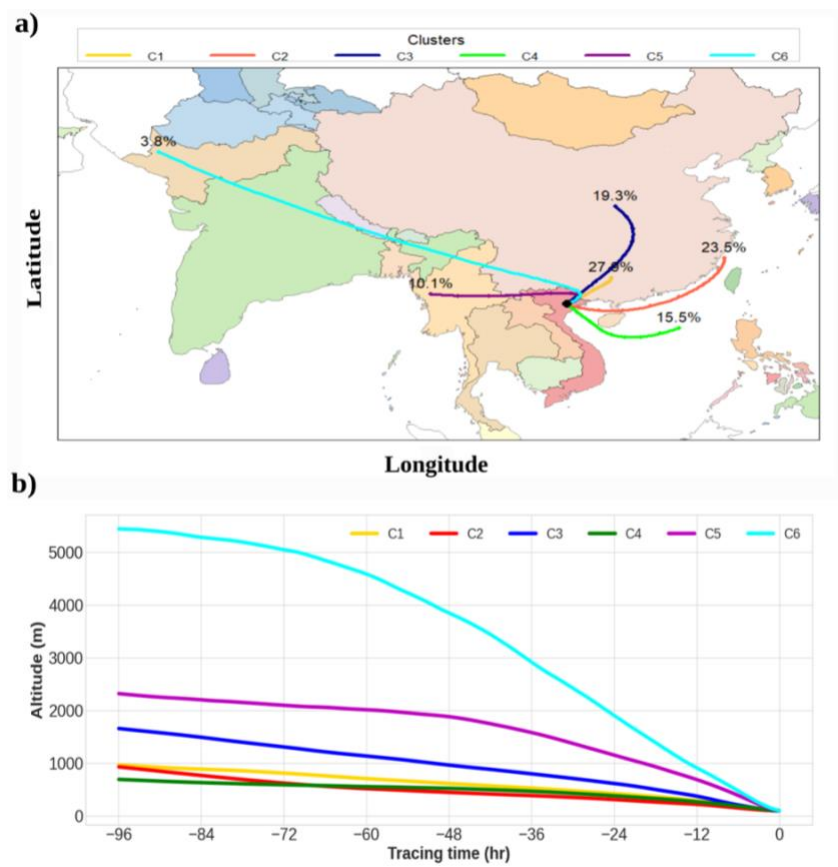 a)
Clusters
C1 C2 C3 C4 C5 C6
3.8%
19.3%
23.5%
10.1%
15.5%
Latitude
Longitude
b)
C1 C2 C3 C4 C5 C6
5000
4000
3000
2000
1000
0
Altitude (m)
−96 −84 −72 −60 −48 −36 −24 −12 0
Tracing time (hr)